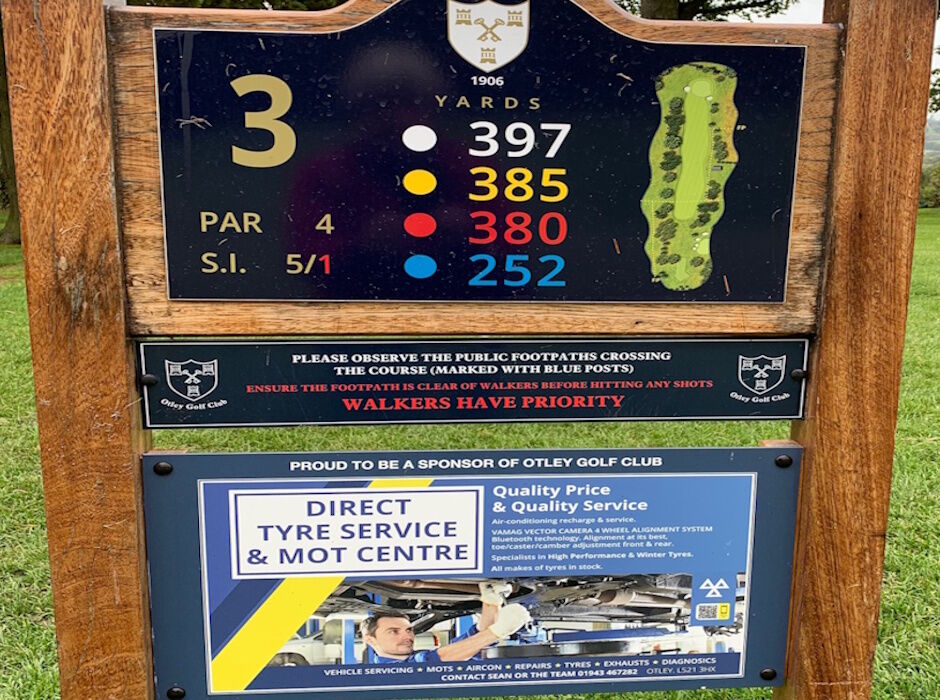 1906
YARDS
3
397
385
PAR 4
380
S.I. 5/1
252
FP
PLEASE OBSERVE THE PUBLIC FOOTPATHS CROSSING
THE COURSE (MARKED WITH BLUE POSTS)
ENSURE THE FOOTPATH IS CLEAR OF WALKERS BEFORE HITTING ANY SHOTS
WALKERS HAVE PRIORITY
Otley Golf Club
Otley Golf Club
PROUD TO BE A SPONSOR OF OTLEY GOLF CLUB
DIRECT
TYRE SERVICE
& MOT CENTRE
Quality Price
& Quality Service
Air-conditioning recharge & service.
VAMAG VECTOR CAMERA 4 WHEEL ALIGNMENT SYSTEM
Bluetooth technology. Alignment at its best,
toe/caster/camber adjustment front & rear.
Specialists in High Performance & Winter Tyres.
All makes of tyres in stock.
VEHICLE SERVICING ★ MOTS ★ AIRCON ★ REPAIRS ★ TYRES ★ EXHAUSTS ★ DIAGNOSTICS
CONTACT SEAN OR THE TEAM 01943 467282 OTLEY. LS21 3HX